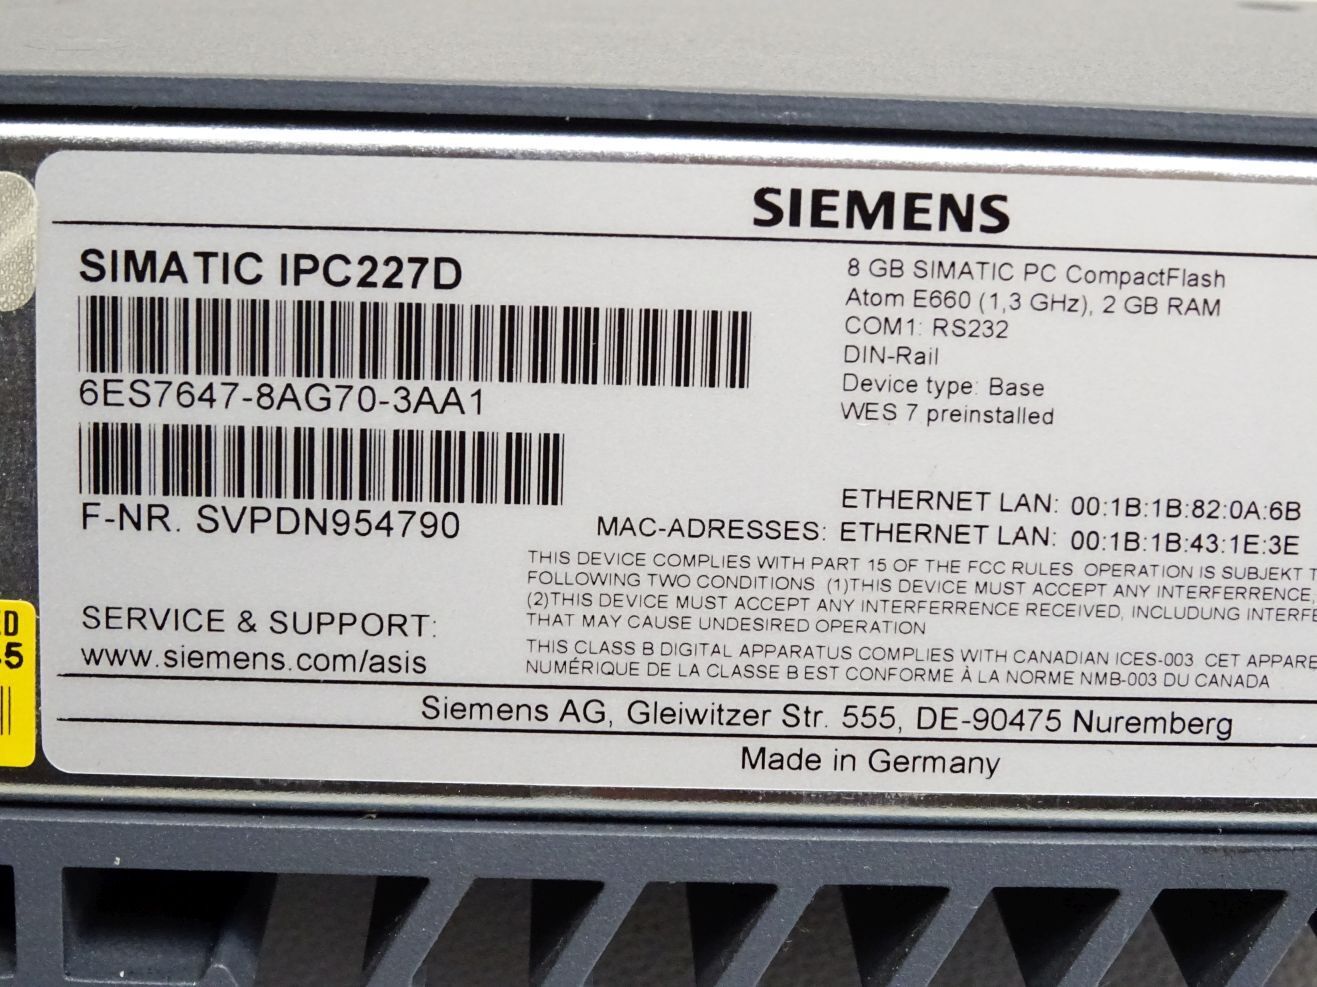 SIEMENS
SIMATIC IPC227D
6ES7647-8AG70-3AA1
F-NR. SVPDN954790
8 GB SIMATIC PC CompactFlash
Atom E660 (1,3 GHz), 2 GB RAM
COM1: RS232
DIN-Rail
Device type: Base
WES 7 preinstalled
ETHERNET LAN: 00:1B:1B:82:0A:6B
MAC-ADRESSES: ETHERNET LAN: 00:1B:1B:43:1E:3E
THIS DEVICE COMPLIES WITH PART 15 OF THE FCC RULES OPERATION IS SUBJEKT T
FOLLOWING TWO CONDITIONS (1)THIS DEVICE MUST ACCEPT ANY INTERFERRENCE,
(2)THIS DEVICE MUST ACCEPT ANY INTERFERRENCE RECEIVED, INCLUDUNG INTERFE
THAT MAY CAUSE UNDESIRED OPERATION
THIS CLASS B DIGITAL APPARATUS COMPLIES WITH CANADIAN ICES-003 CET APPARE
NUMÉRIQUE DE LA CLASSE B EST CONFORME À LA NORME NMB-003 DU CANADA
SERVICE & SUPPORT:
www.siemens.com/asis
Siemens AG, Gleiwitzer Str. 555, DE-90475 Nuremberg
Made in Germany